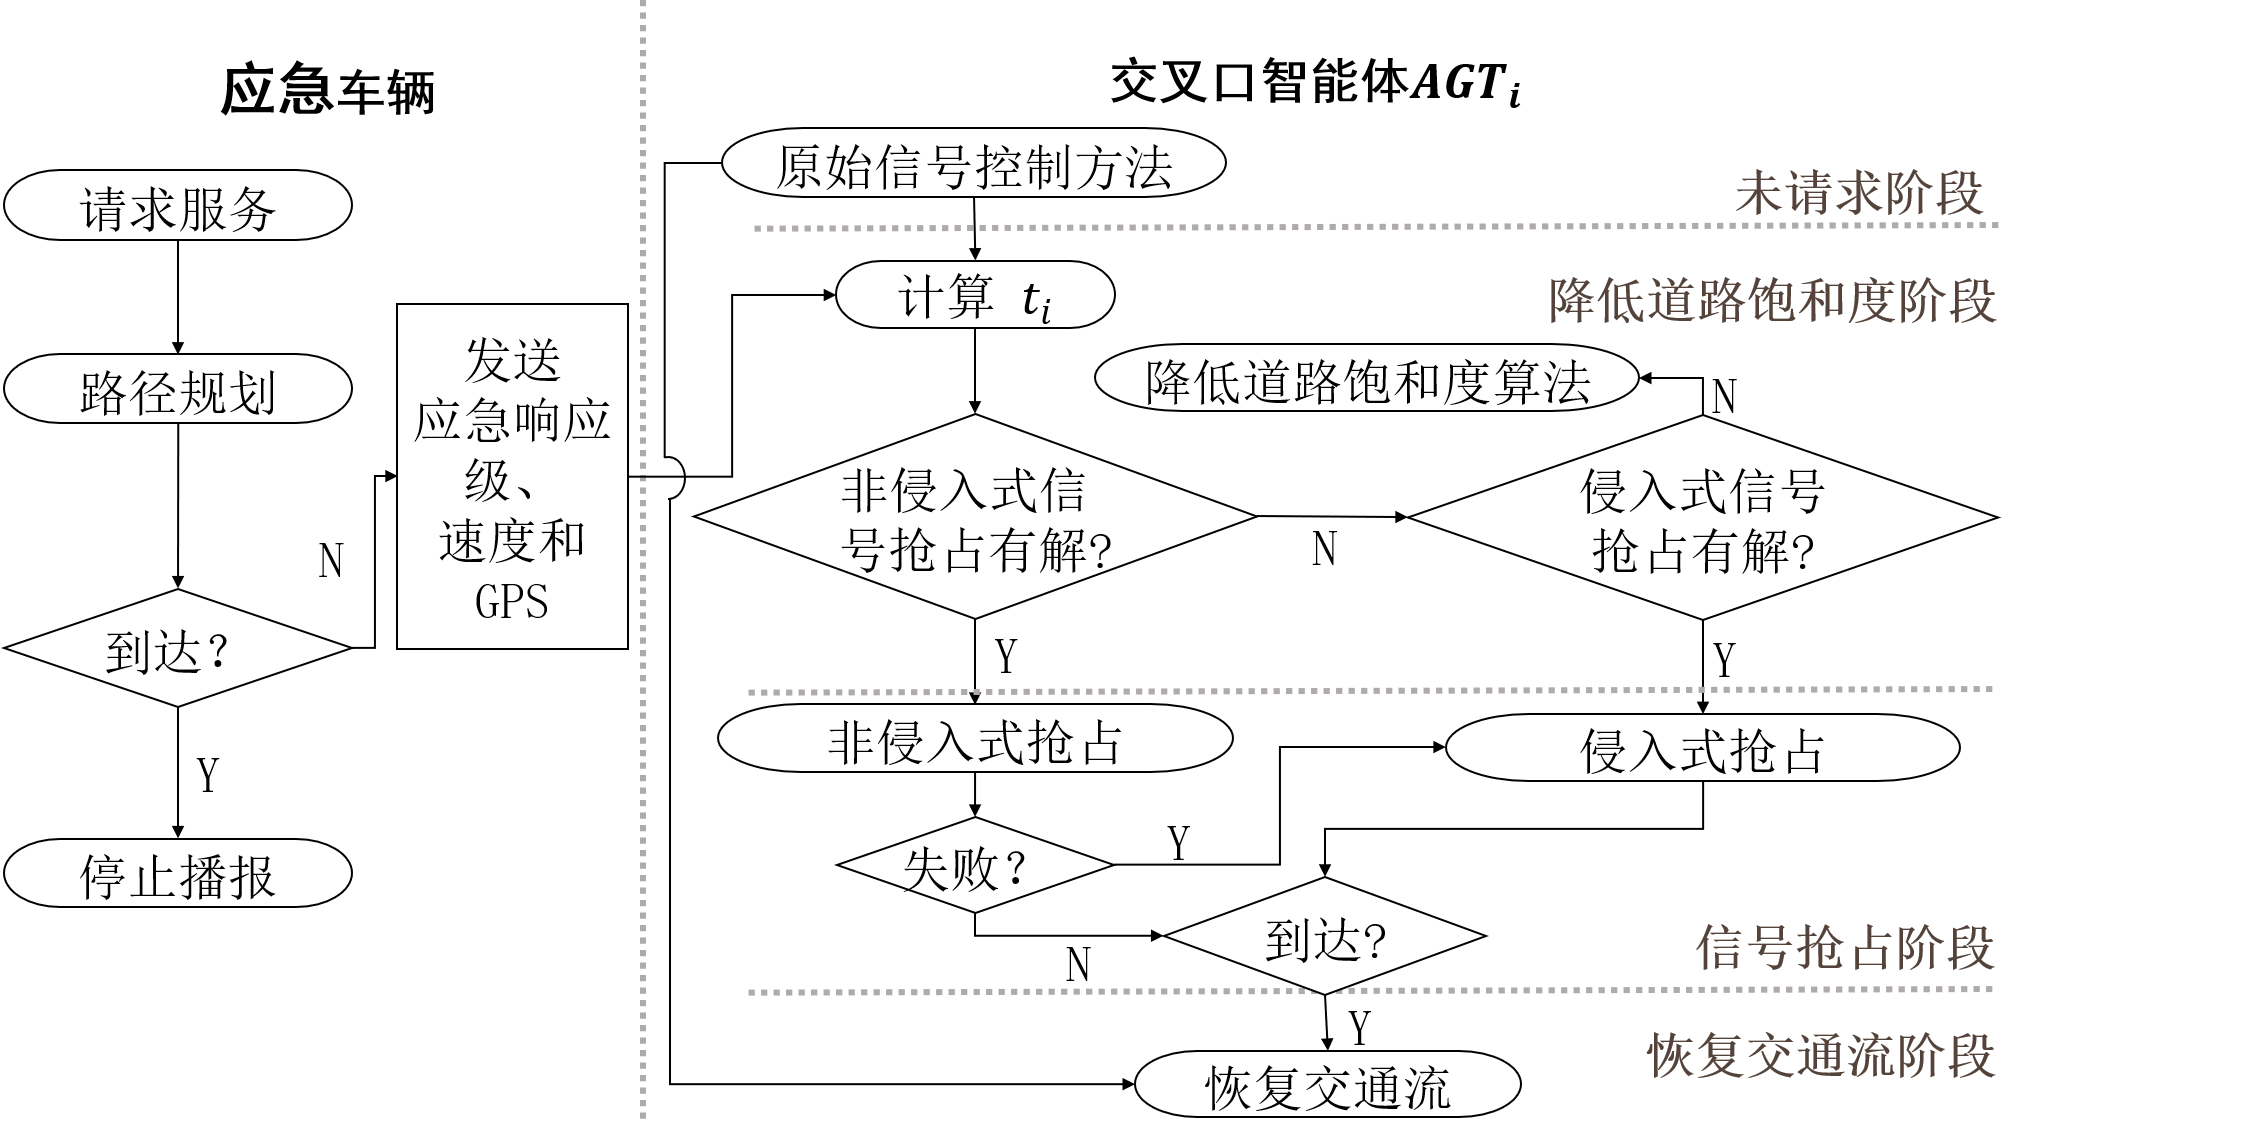 应急车辆
请求服务
路径规划
到达？
N
Y
停止播报
发送
应急响应
级、
速度和
GPS
交叉口智能体AGTᵢ
原始信号控制方法
未请求阶段
计算 tᵢ
降低道路饱和度阶段
降低道路饱和度算法
N
非侵入式信
号抢占有解?
N
侵入式信号
抢占有解?
Y
Y
非侵入式抢占
侵入式抢占
失败？
Y
N
到达?
信号抢占阶段
Y
恢复交通流
恢复交通流阶段